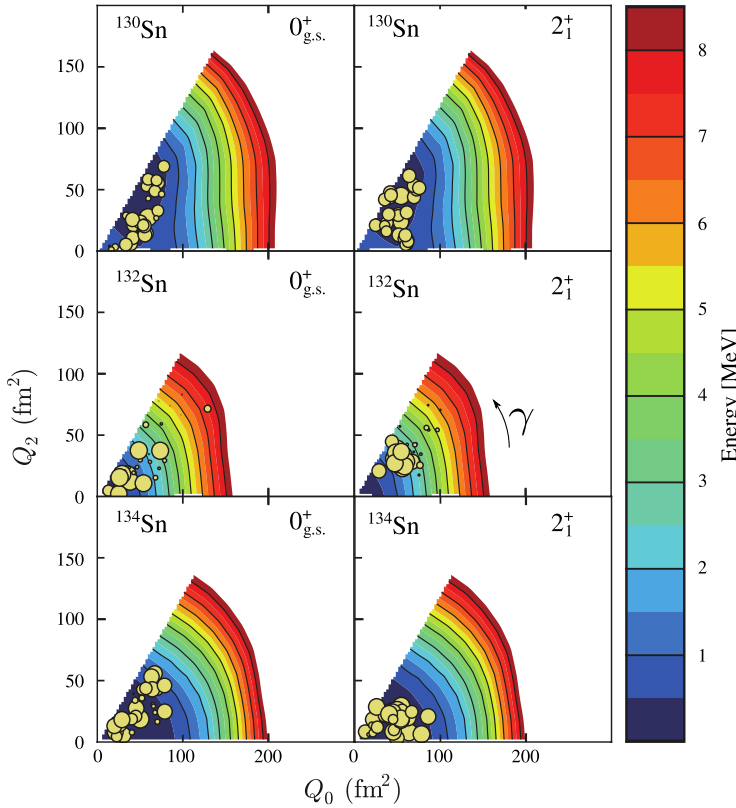 ¹³⁰Sn 0⁺g.s. ¹³⁰Sn 2⁺₁
150
100
50
0
¹³²Sn 0⁺g.s. ¹³²Sn 2⁺₁
150
100
50
0
γ
¹³⁴Sn 0⁺g.s. ¹³⁴Sn 2⁺₁
150
100
50
0
0 100 200 0 100 200
Q₀ (fm²)
Q₂ (fm²)
8
7
6
5
4
3
2
1
Energy [MeV]